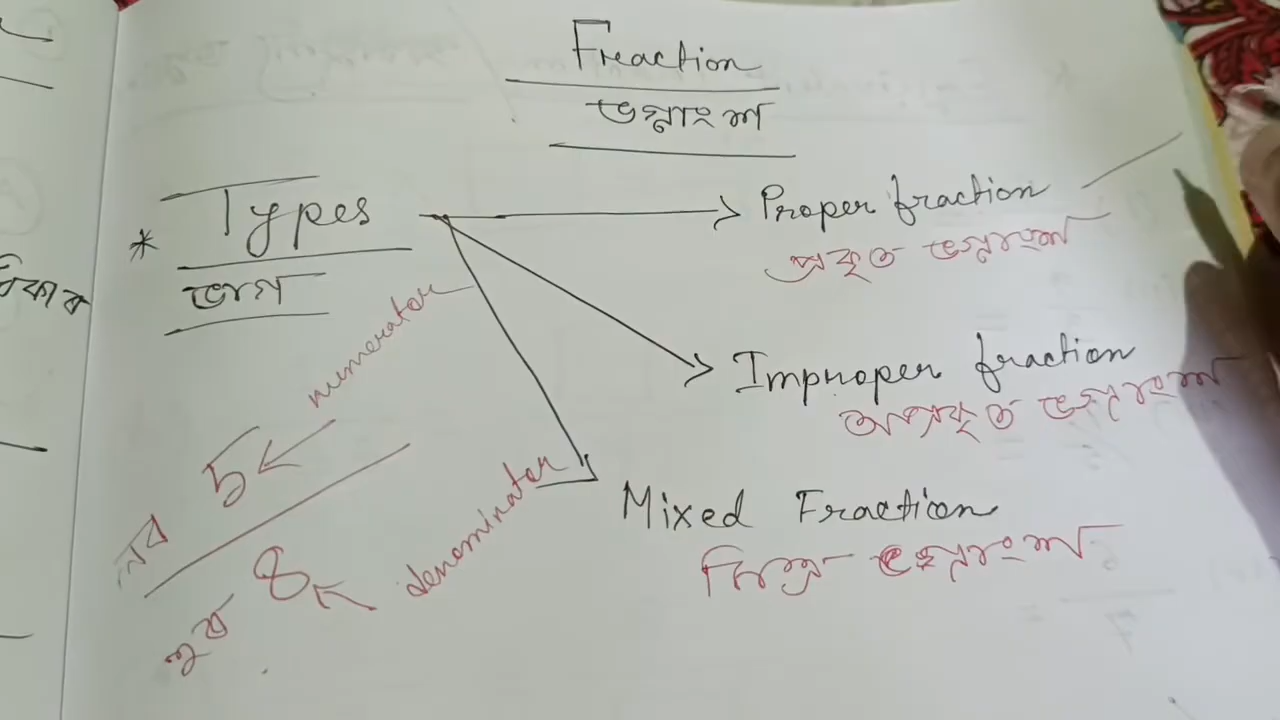 Fraction
ভগ্নাংশ
* Types
ভাগ
Proper fraction
প্রকৃত ভগ্নাংশ
Improper fraction
অপ্রকৃত ভগ্নাংশ
Mixed Fraction
মিশ্র ভগ্নাংশ
numerator
লব 5
denominator
হর 8